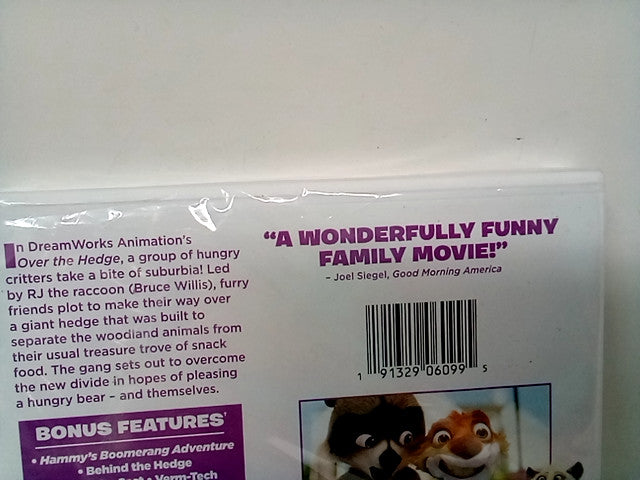 In DreamWorks Animation's
Over the Hedge, a group of hungry
critters take a bite of suburbia! Led
by RJ the raccoon (Bruce Willis), furry
friends plot to make their way over
a giant hedge that was built to
separate the woodland animals from
their usual treasure trove of snack
food. The gang sets out to overcome
the new divide in hopes of pleasing
a hungry bear – and themselves.
BONUS FEATURES*
• Hammy's Boomerang Adventure
• Behind the Hedge
• Verm-Tech
“A WONDERFULLY FUNNY
FAMILY MOVIE!”
– Joel Siegel, Good Morning America
1 91329 06099 5